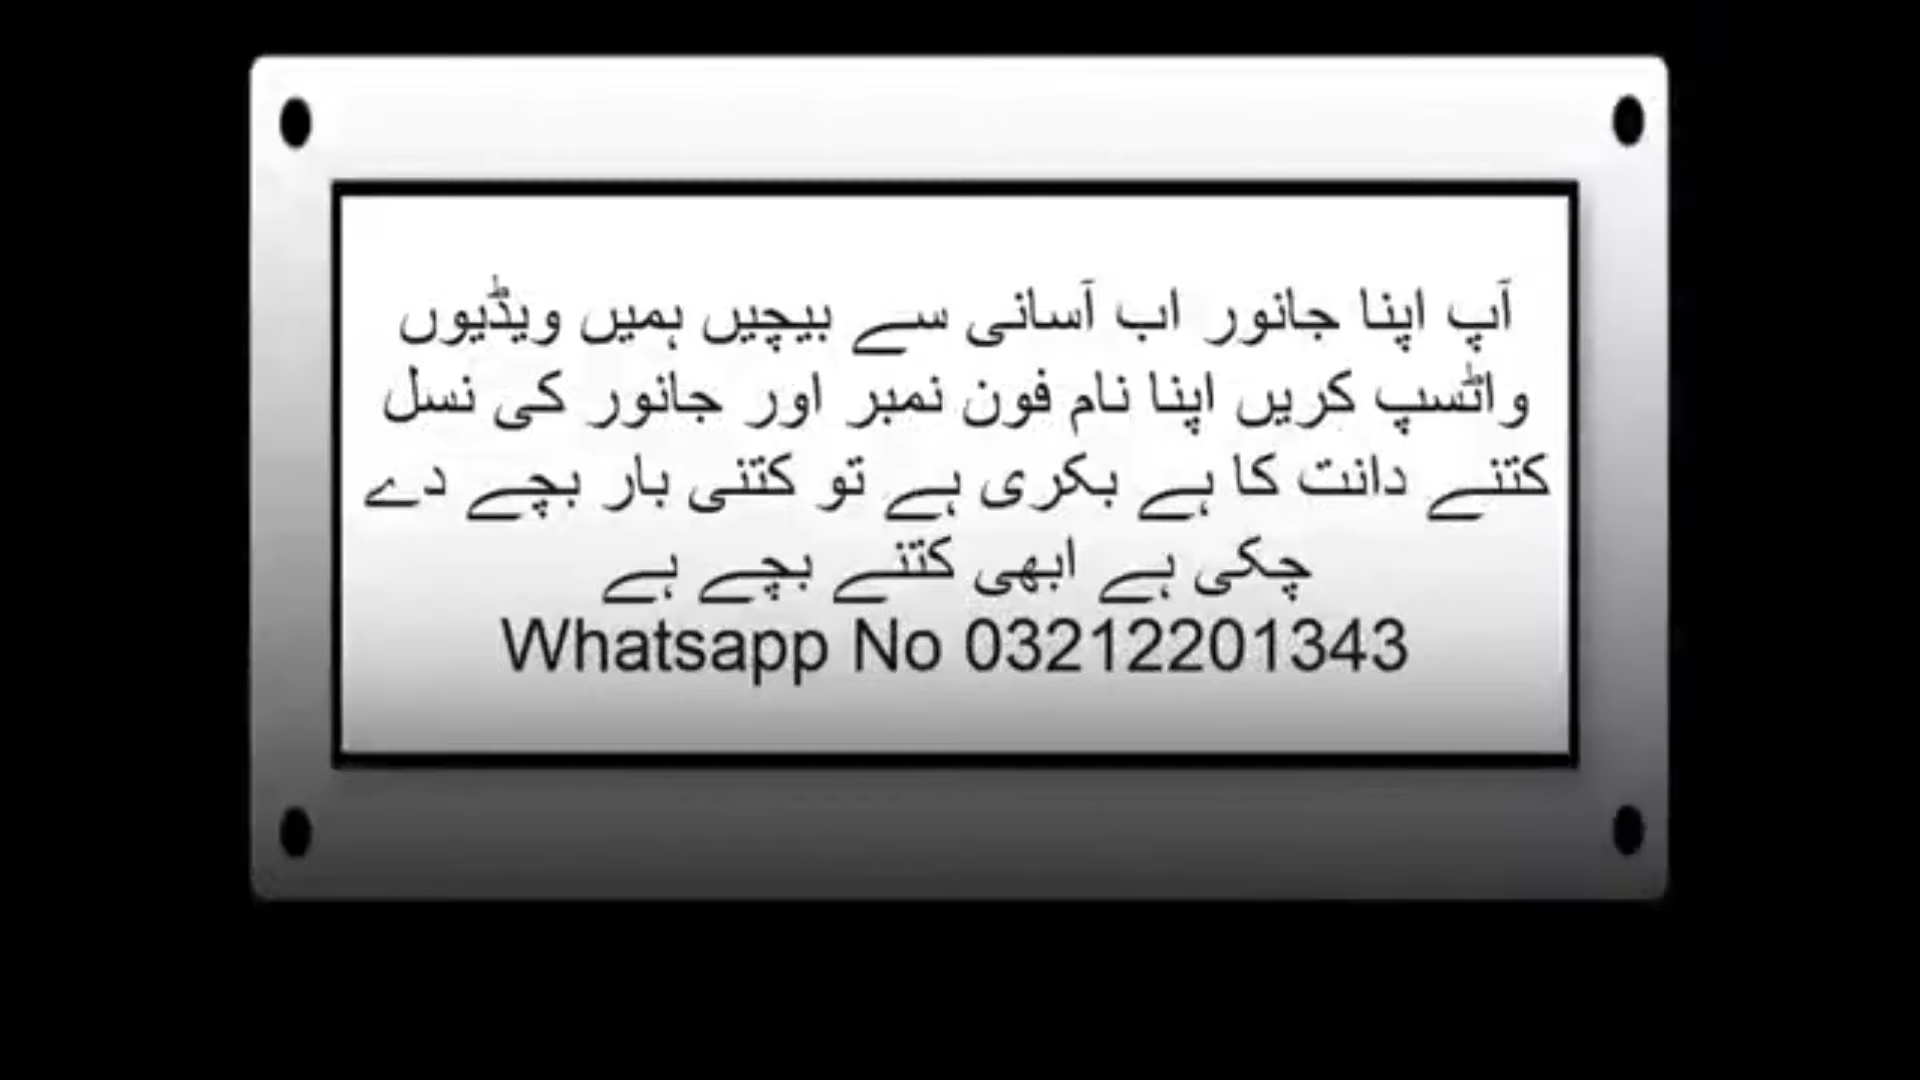 آپ اپنا جانور اب آسانی سے بیچیں ہمیں ویڈیوں
واٹسپ کریں اپنا نام فون نمبر اور جانور کی نسل
کتنے دانت کا ہے بکری ہے تو کتنی بار بچے دے
چکی ہے ابھی کتنے بچے ہے
Whatsapp No 03212201343